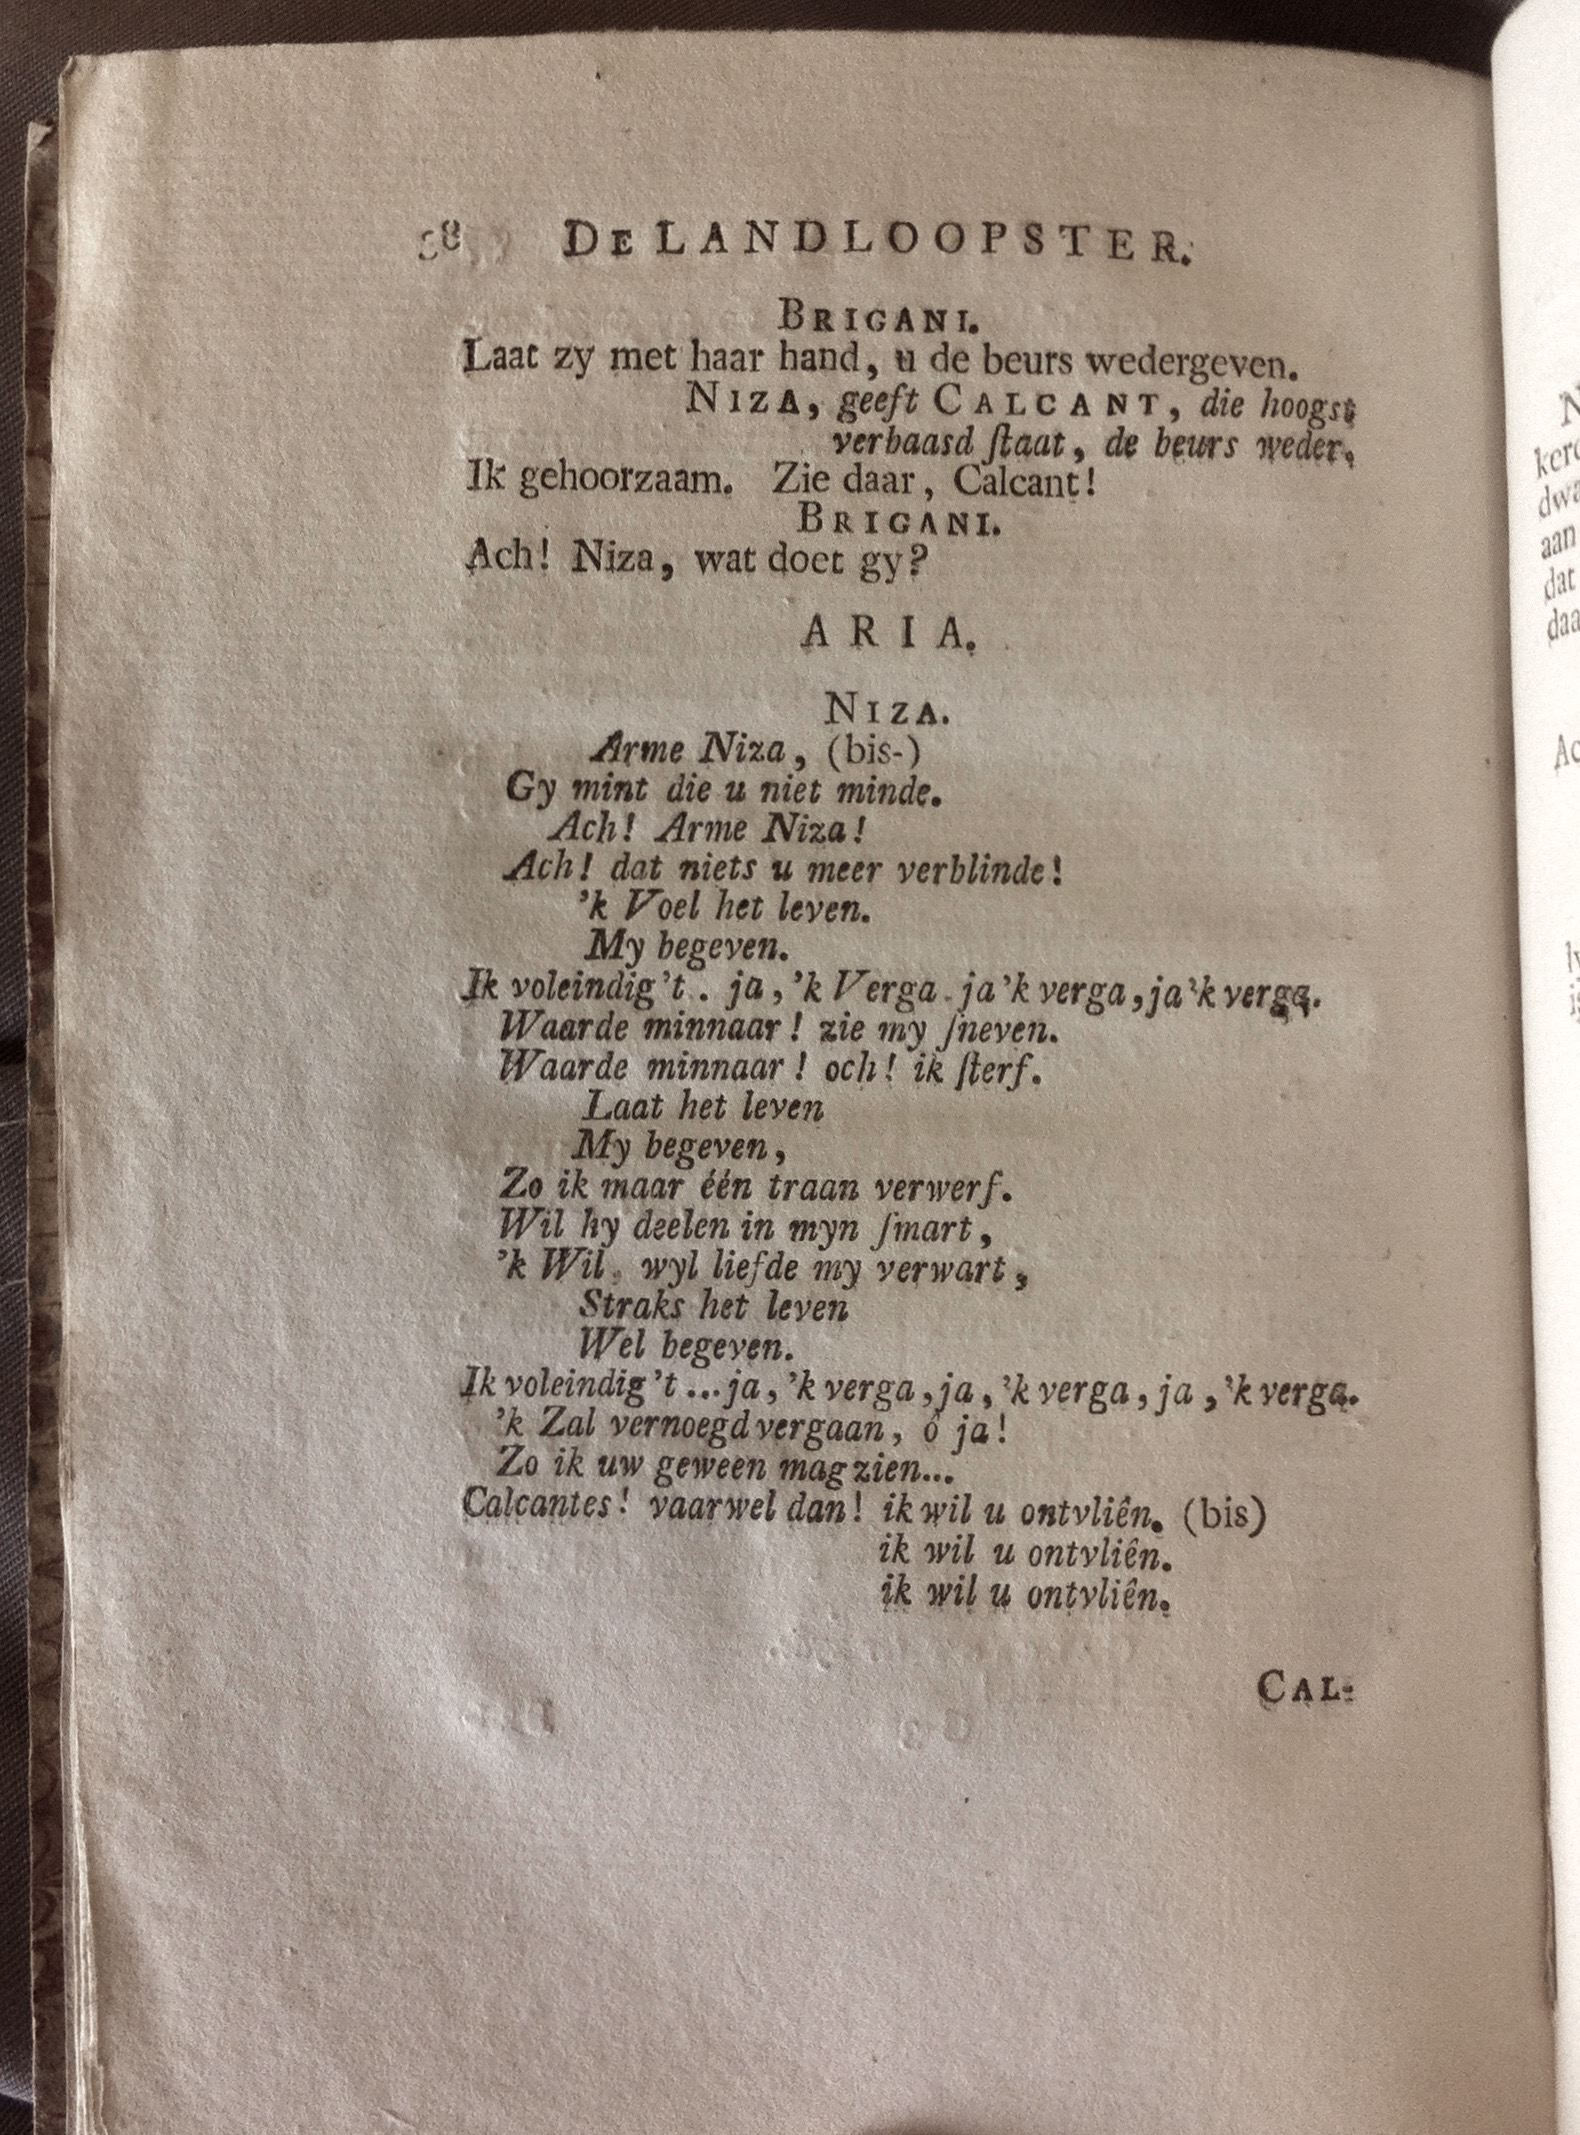 58 DE LANDLOOPSTER.
BRIGANI.
Laat zy met haar hand, u de beurs wedergeven.
NIZA, geeft CALCANT, die hoogst
verbaasd ſtaat, de beurs weder.
Ik gehoorzaam. Zie daar, Calcant!
BRIGANI.
Ach! Niza, wat doet gy?
ARIA.
NIZA.
Arme Niza, (bis-)
Gy mint die u niet minde.
Ach! Arme Niza!
Ach! dat niets u meer verblinde!
'k Voel het leven.
My begeven.
Ik voleindig 't.. ja, 'k Verga. ja 'k verga, ja 'k verga.
Waarde minnaar! zie my ſneven.
Waarde minnaar! och! ik ſterf.
Laat het leven
My begeven,
Zo ik maar één traan verwerf.
Wil hy deelen in myn ſmart,
'k Wil, wyl liefde my verwart,
Straks het leven
Wel begeven.
Ik voleindig 't ... ja, 'k verga, ja, 'k verga, ja, 'k verga.
'k Zal vernoegd vergaan, ô ja!
Zo ik uw geween mag zien...
Calcantes! vaarwel dan! ik wil u ontvliên. (bis)
ik wil u ontvliên.
ik wil u ontvliên.
CAL-